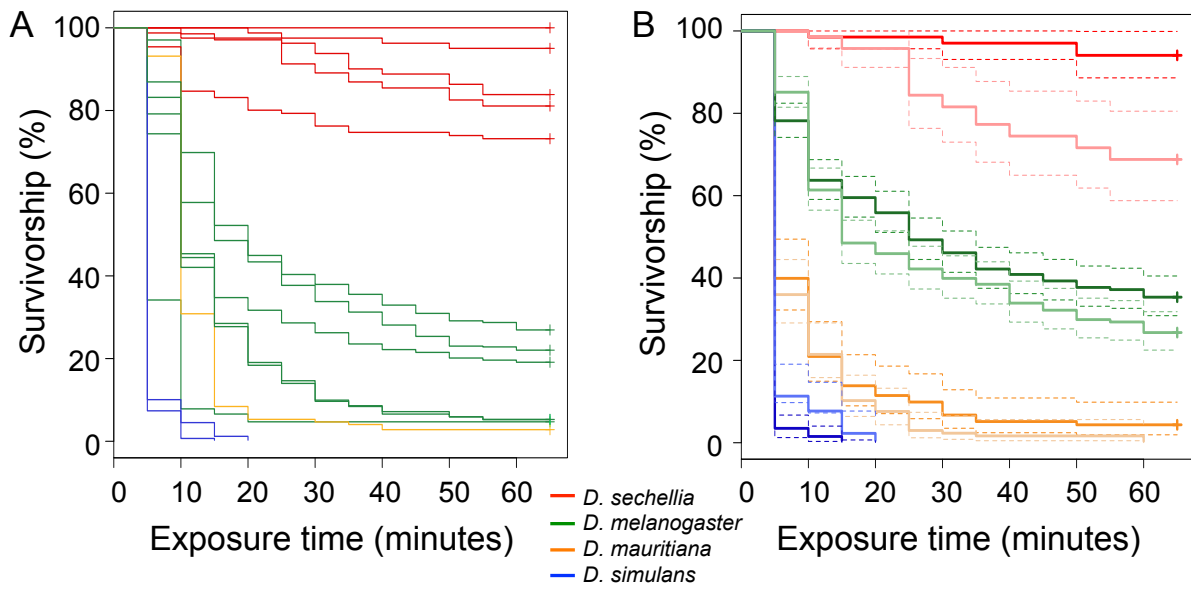 A
Survivorship (%)
100
80
60
40
20
0
0 10 20 30 40 50 60
Exposure time (minutes)
B
Survivorship (%)
100
80
60
40
20
0
0 10 20 30 40 50 60
Exposure time (minutes)
D. sechellia
D. melanogaster
D. mauritiana
D. simulans